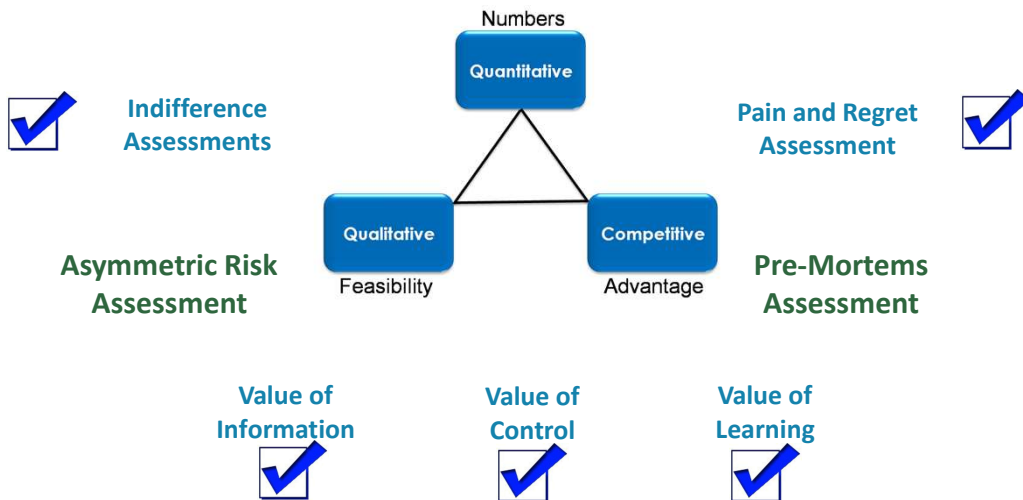 Numbers
Quantitative
Indifference
Assessments
Pain and Regret
Assessment
Qualitative
Competitive
Feasibility
Advantage
Asymmetric Risk
Assessment
Pre-Mortems
Assessment
Value of
Information
Value of
Control
Value of
Learning